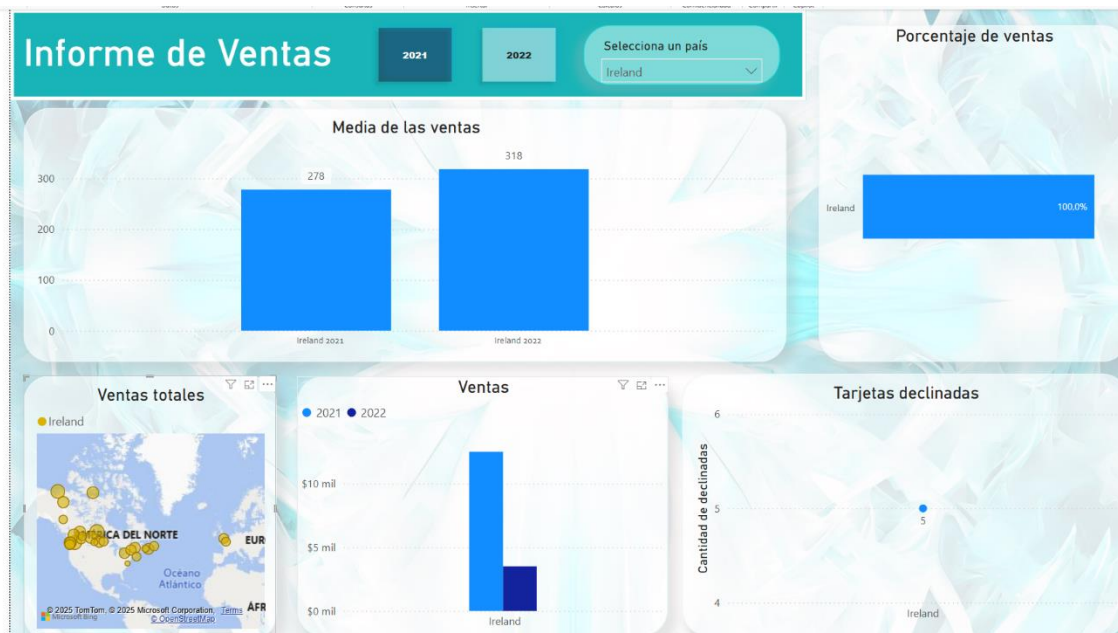 Informe de Ventas
2021
2022
Selecciona un país
Ireland
Porcentaje de ventas
Ireland
100,0%
Media de las ventas
300
200
100
0
278
318
Ireland 2021
Ireland 2022
Ventas totales
Ireland
AMÉRICA DEL NORTE
EUR
Océano
Atlántico
ÁFR
© 2025 TomTom, © 2025 Microsoft Corporation, Terms
© OpenStreetMap
Microsoft Bing
Ventas
2021 2022
$10 mil
$5 mil
$0 mil
Ireland
Tarjetas declinadas
Cantidad de declinadas
6
5
4
5
Ireland